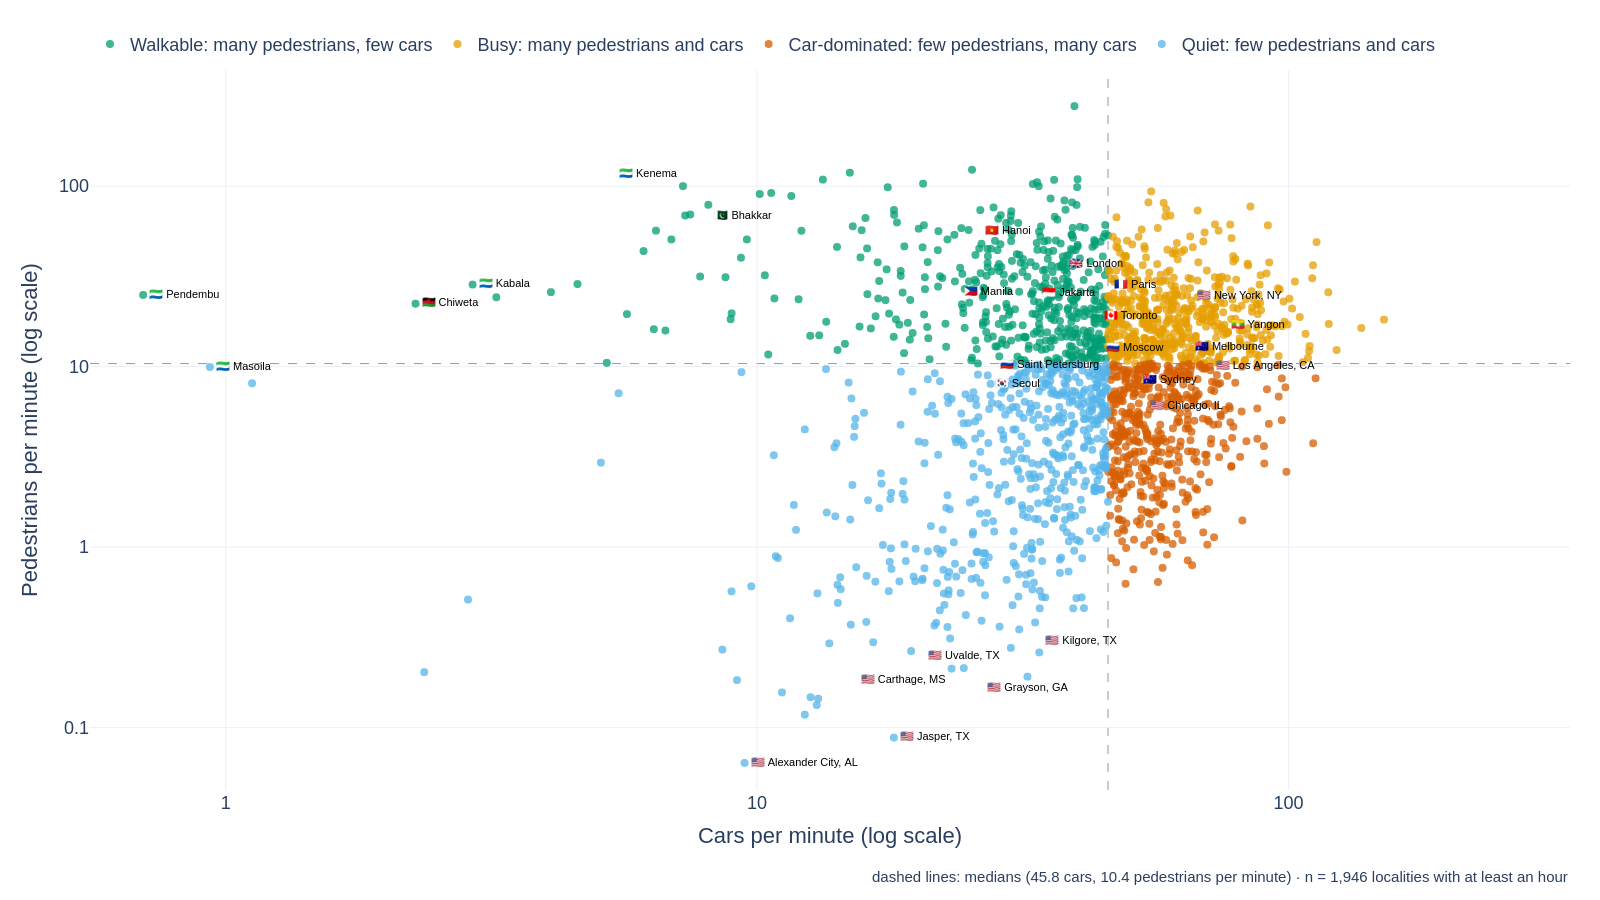 Walkable: many pedestrians, few cars
Busy: many pedestrians and cars
Car-dominated: few pedestrians, many cars
Quiet: few pedestrians and cars
Pedestrians per minute (log scale)
100
10
1
0.1
Kenema
Bhakkar
Hanoi
London
Kabala
Pendembu
Chiweta
Manila
Jakarta
Paris
New York, NY
Toronto
Yangon
Moscow
Melbourne
Masoila
Saint Petersburg
Los Angeles, CA
Seoul
Sydney
Chicago, IL
Kilgore, TX
Uvalde, TX
Carthage, MS
Grayson, GA
Jasper, TX
Alexander City, AL
1
10
100
Cars per minute (log scale)
dashed lines: medians (45.8 cars, 10.4 pedestrians per minute) · n = 1,946 localities with at least an hour